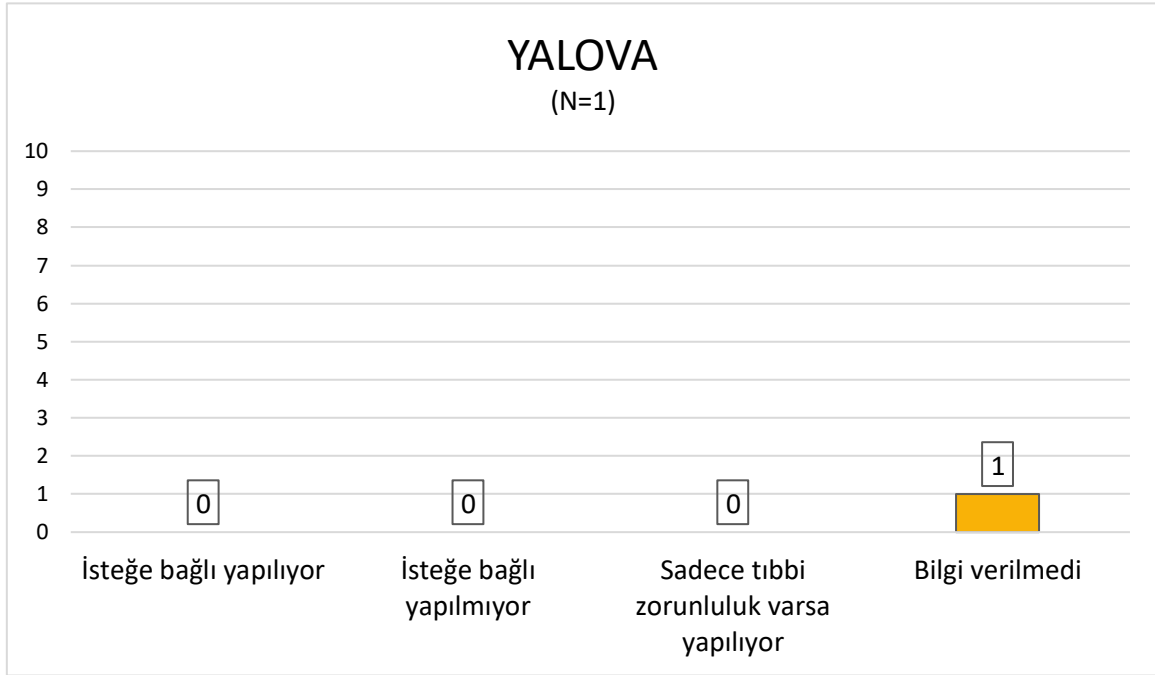 YALOVA
(N=1)
10
9
8
7
6
5
4
3
2
1
0
0
0
0
1
İsteğe bağlı yapılıyor
İsteğe bağlı
yapılmıyor
Sadece tıbbi
zorunluluk varsa
yapılıyor
Bilgi verilmedi